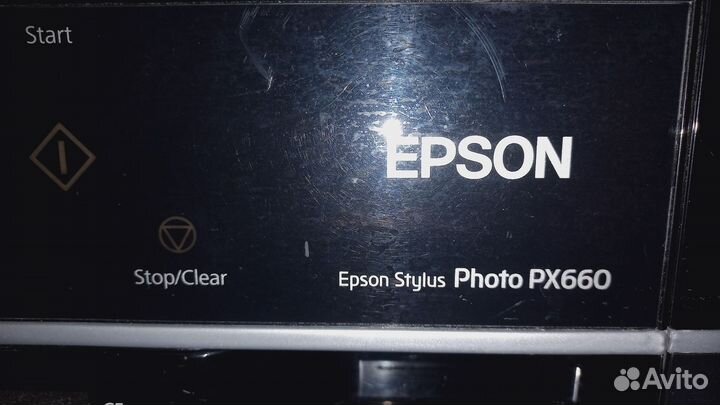 Start
EPSON
Stop/Clear
Epson Stylus Photo PX660
Avito